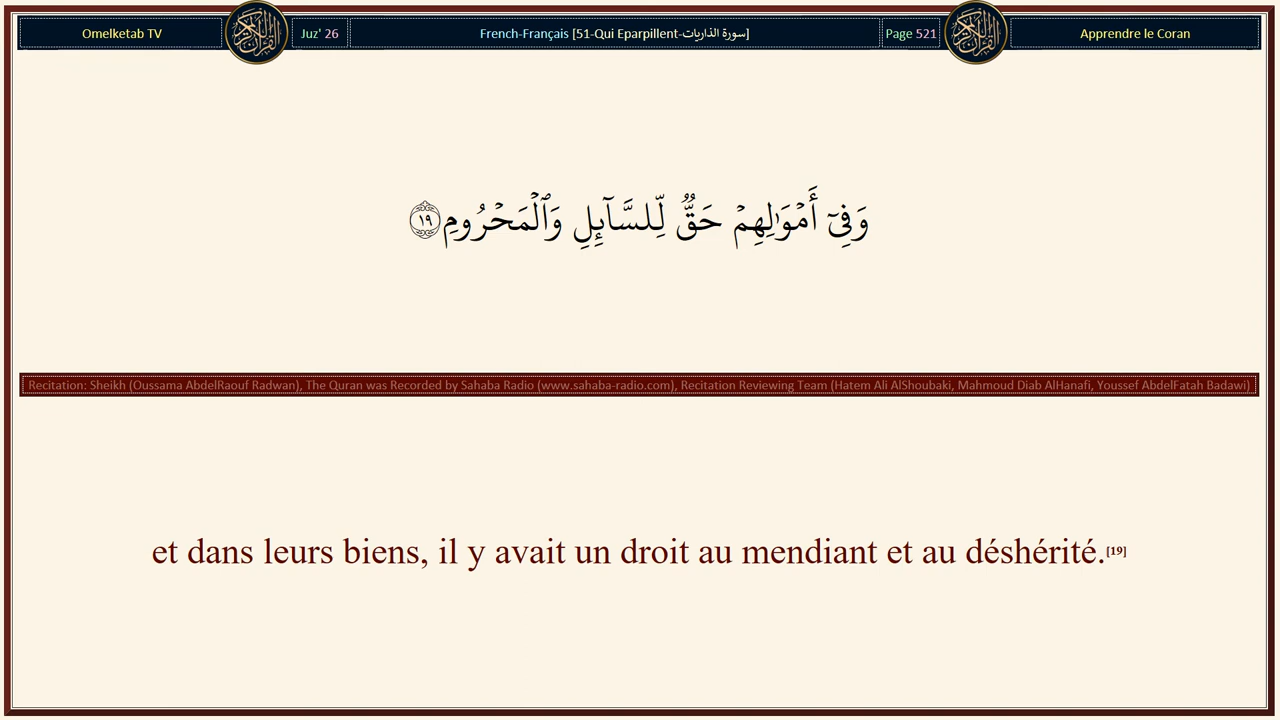 Omelketab TV
Juz' 26
French-Français [51-Qui Eparpillent-سورة الذاريات]
Page 521
Apprendre le Coran
وَفِيٓ أَمۡوَٰلِهِمۡ حَقّٞ لِّلسَّآئِلِ وَٱلۡمَحۡرُومِ ١٩
Recitation: Sheikh (Oussama AbdelRaouf Radwan), The Quran was Recorded by Sahaba Radio (www.sahaba-radio.com), Recitation Reviewing Team (Hatem Ali AlShoubaki, Mahmoud Diab AlHanafi, Youssef AbdelFatah Badawi)
et dans leurs biens, il y avait un droit au mendiant et au déshérité.[19]